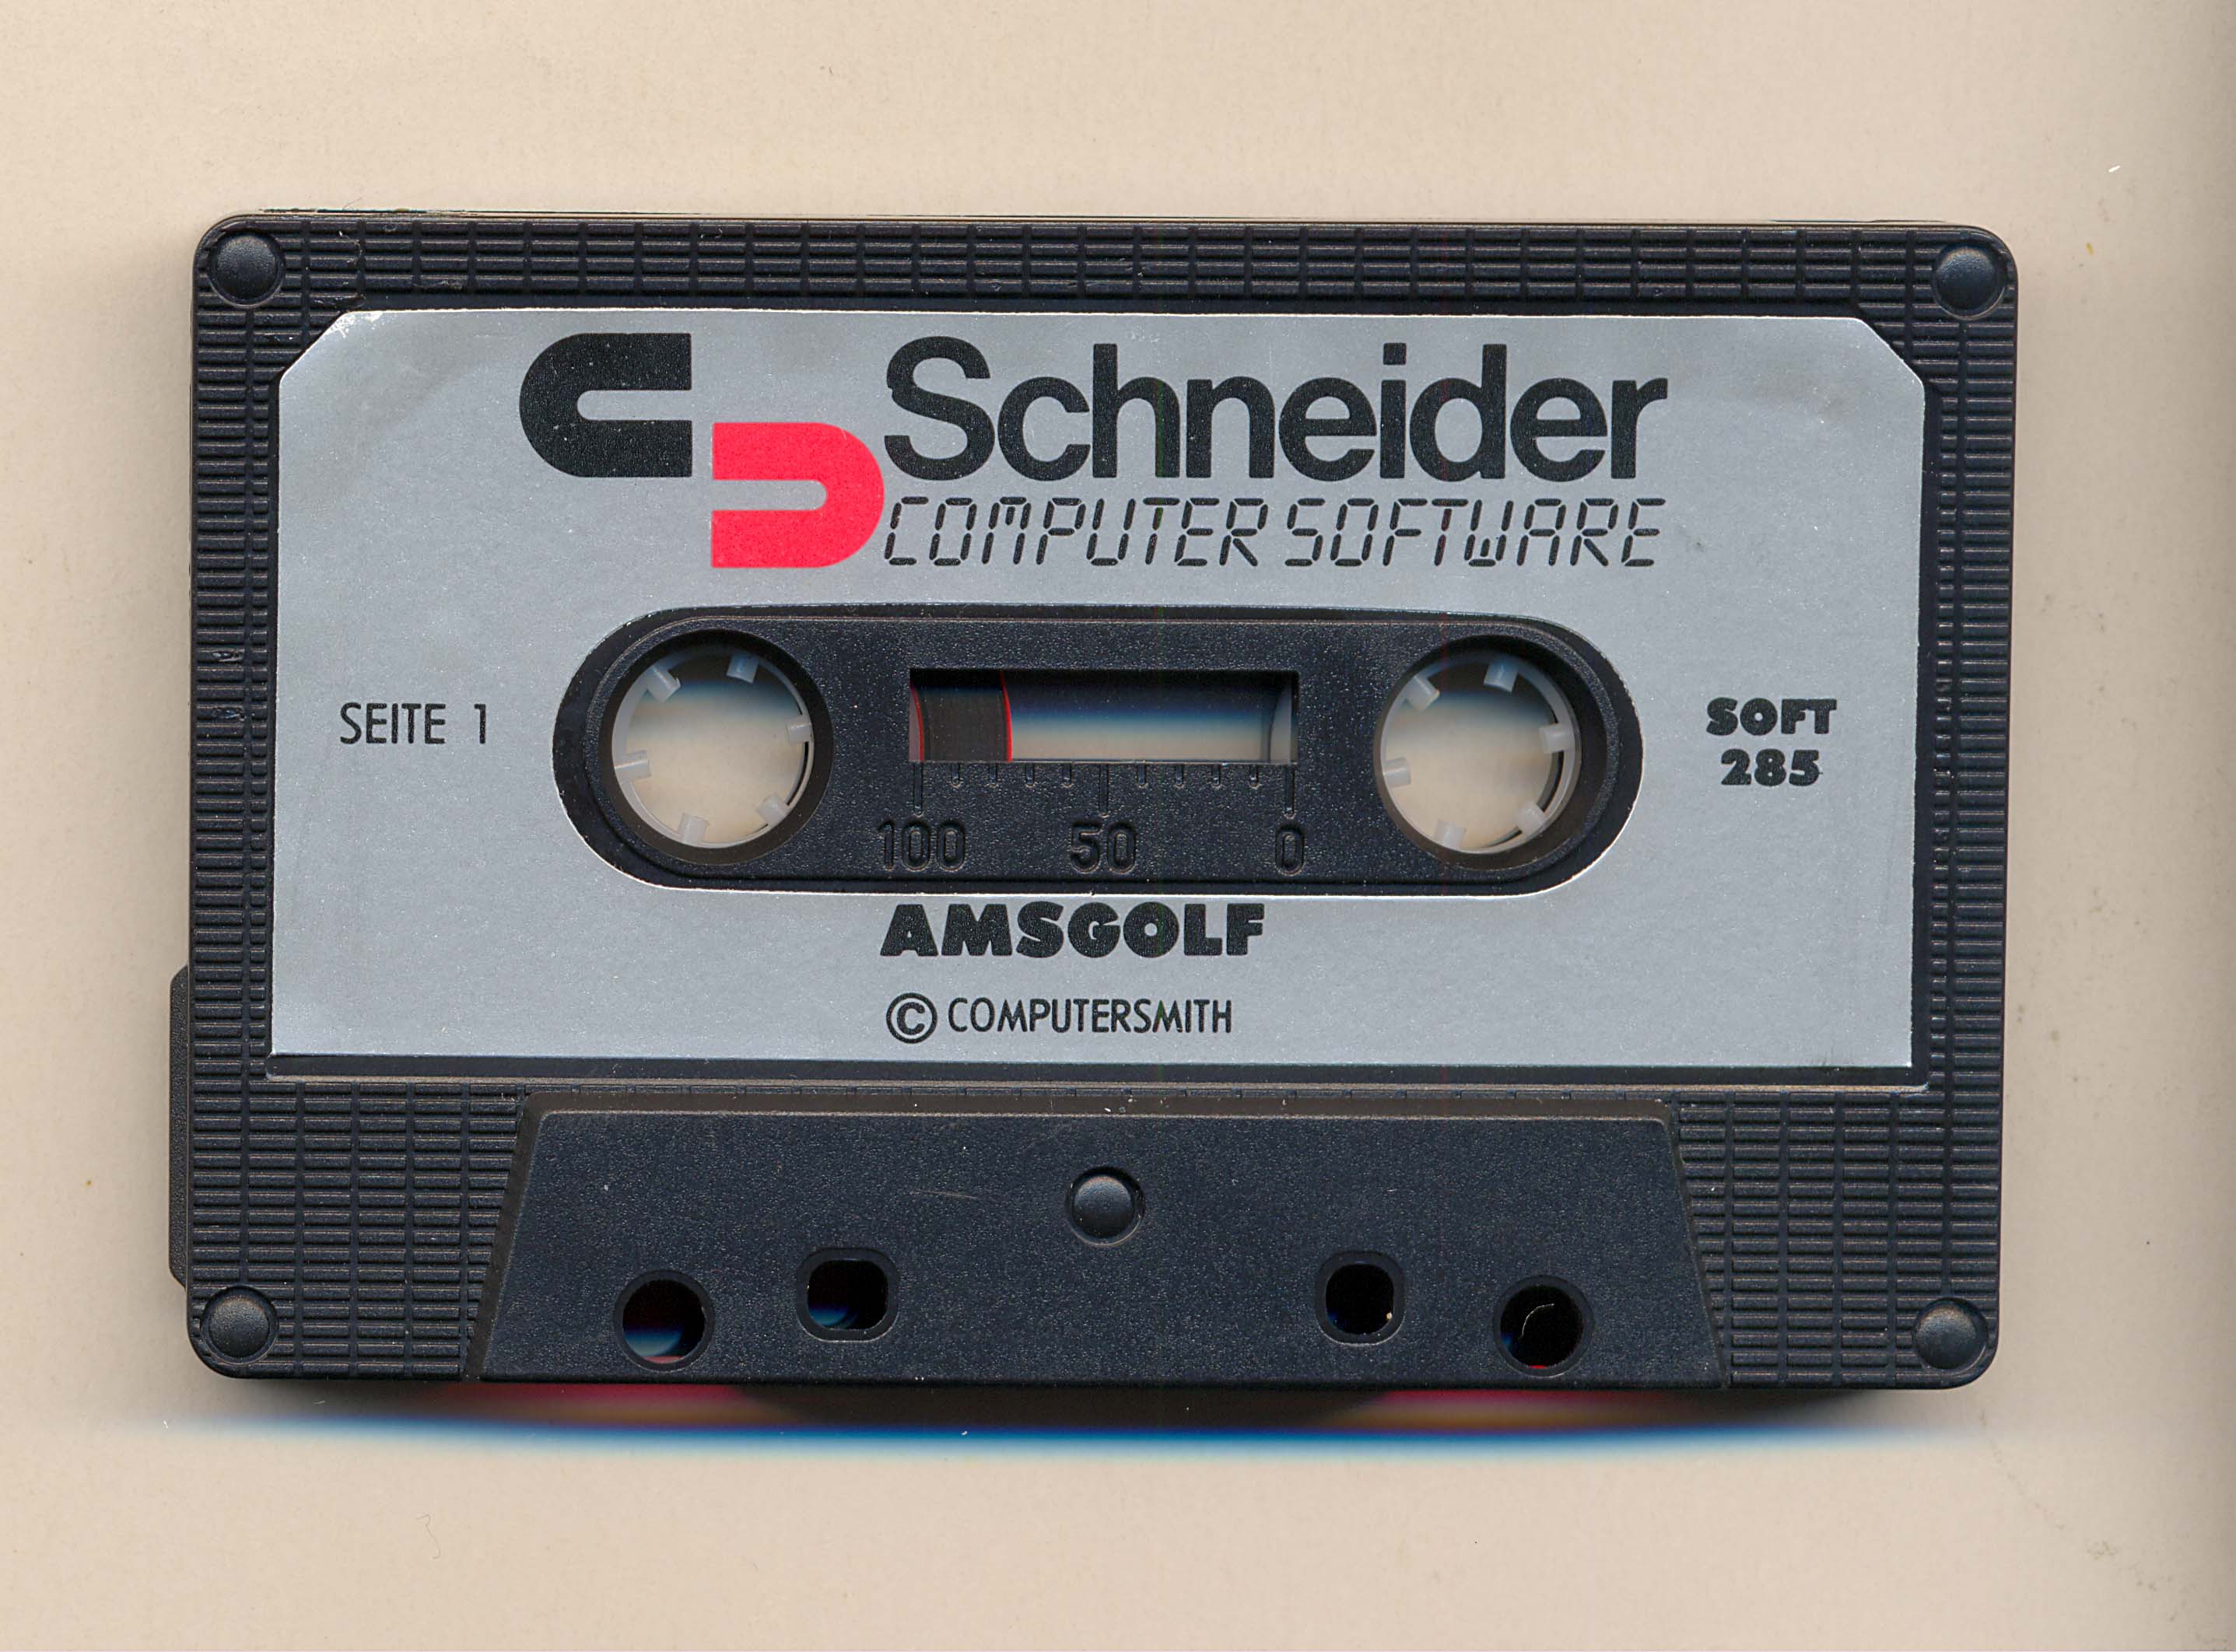 Schneider
COMPUTER SOFTWARE
SEITE 1
SOFT
285
100 50 0
AMSGOLF
© COMPUTERSMITH